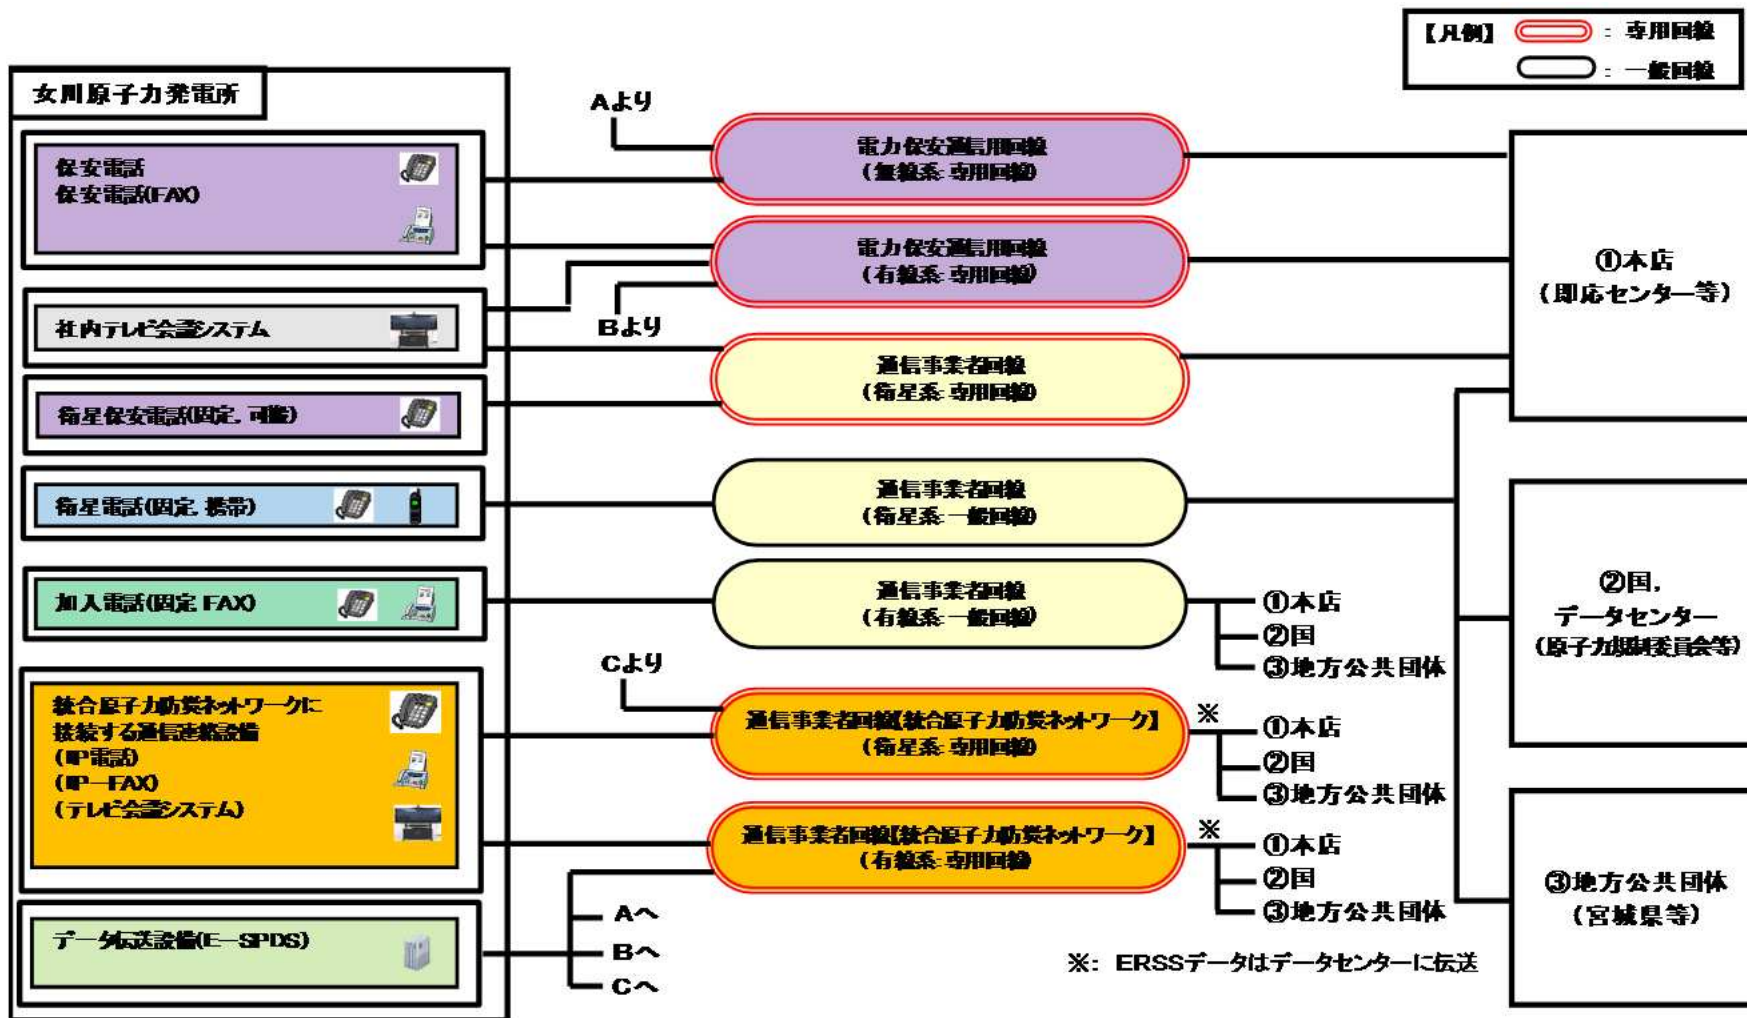 【凡例】 : 専用回線
: 一般回線
女川原子力発電所
保安電話
保安電話(FAX)
社内テレビ会議システム
衛星保安電話(固定, 可搬)
衛星電話(固定, 携帯)
加入電話(固定 FAX)
統合原子力防災ネットワークに
接続する通信連絡設備
(IP電話)
(IP－FAX)
(テレビ会議システム)
データ伝送設備(E－SPDS)
Aより
電力保安通信用回線
(無線系:専用回線)
電力保安通信用回線
(有線系:専用回線)
Bより
通信事業者回線
(衛星系:専用回線)
通信事業者回線
(衛星系:一般回線)
通信事業者回線
(有線系:一般回線)
①本店
②国
③地方公共団体
Cより
通信事業者回線【統合原子力防災ネットワーク】
(衛星系:専用回線)
※
①本店
②国
③地方公共団体
通信事業者回線【統合原子力防災ネットワーク】
(有線系:専用回線)
※
①本店
②国
③地方公共団体
Aへ
Bへ
Cへ
※: ERSSデータはデータセンターに伝送
①本店
(即応センター等)
②国,
データセンター
(原子力規制委員会等)
③地方公共団体
(宮城県等)